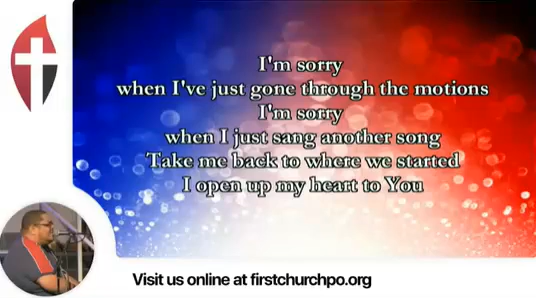 I'm sorry
when I've just gone through the motions
I'm sorry
when I just sang another song
Take me back to where we started
I open up my heart to You
Visit us online at firstchurchpo.org